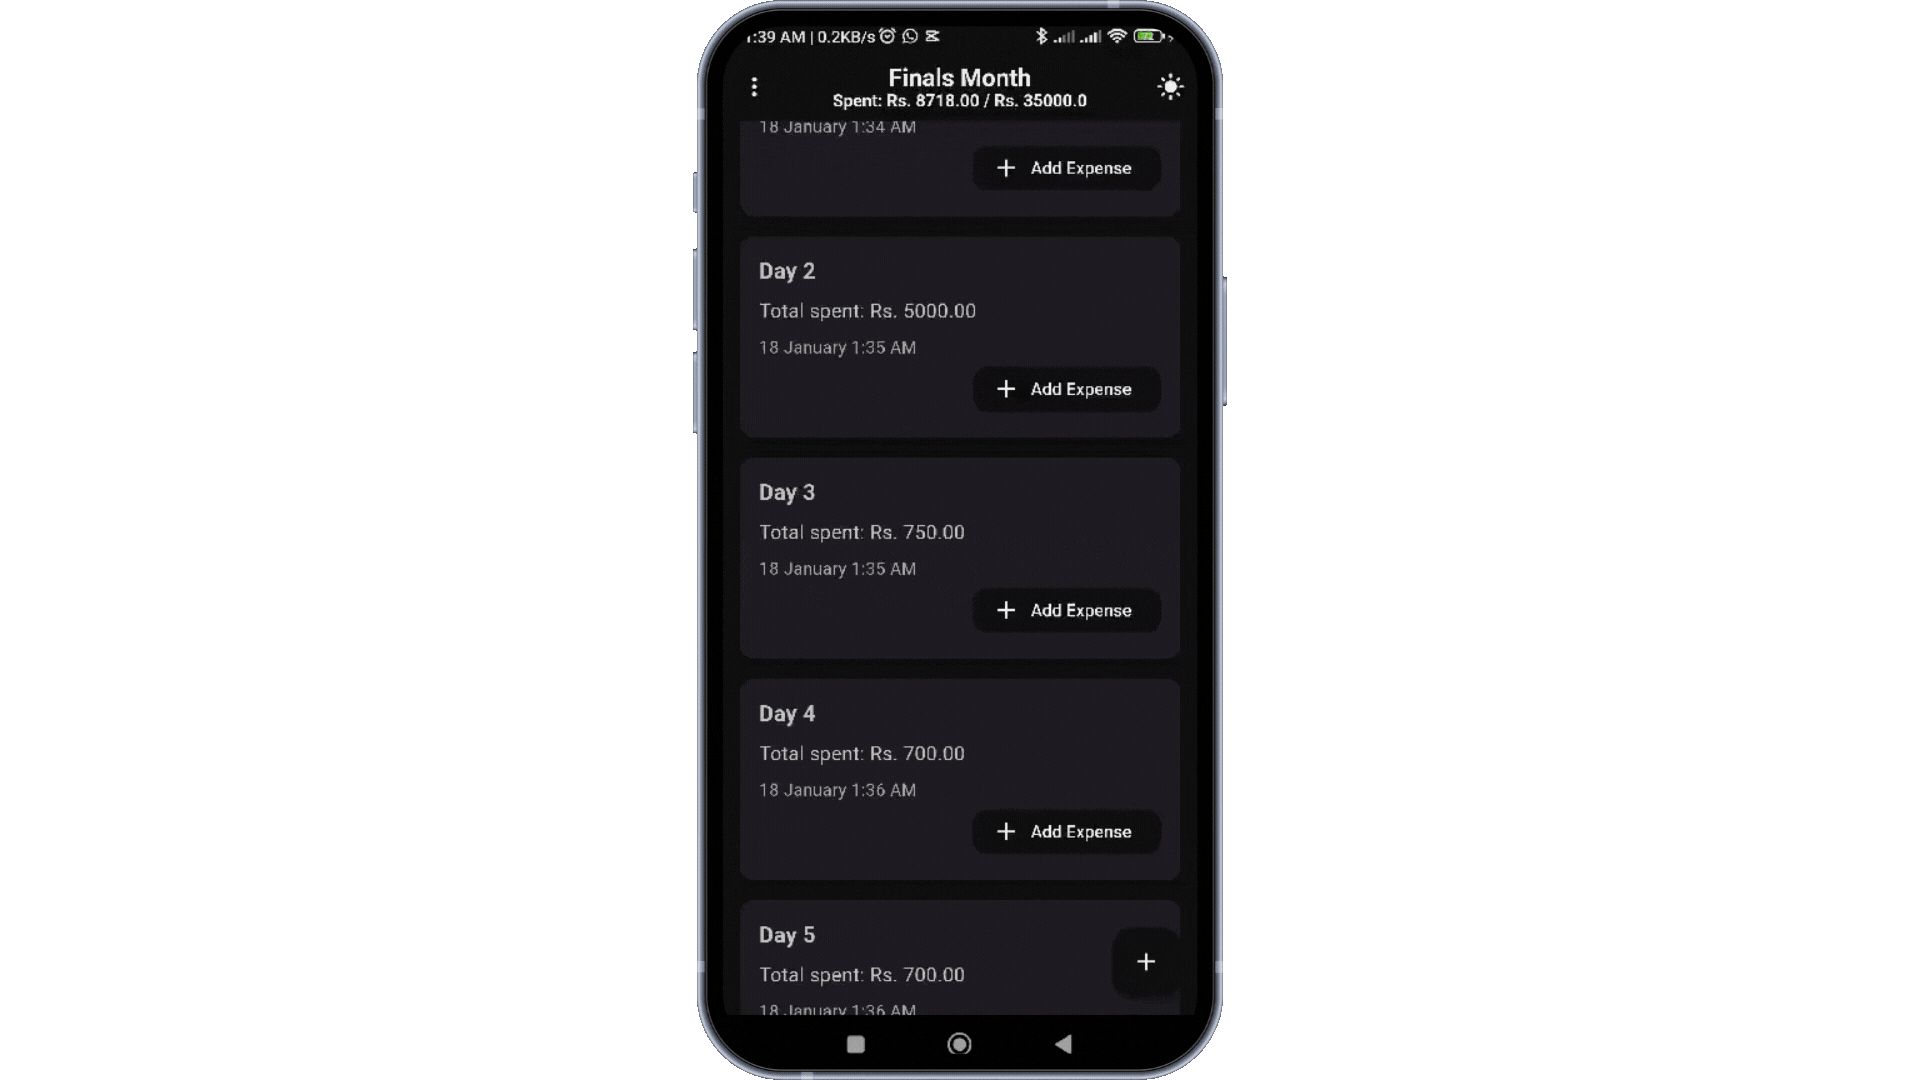 :39 AM | 0.2KB/s
72
Finals Month
Spent: Rs. 8718.00 / Rs. 35000.0
18 January 1:34 AM
+ Add Expense
Day 2
Total spent: Rs. 5000.00
18 January 1:35 AM
+ Add Expense
Day 3
Total spent: Rs. 750.00
18 January 1:35 AM
+ Add Expense
Day 4
Total spent: Rs. 700.00
18 January 1:36 AM
+ Add Expense
Day 5
Total spent: Rs. 700.00
18 January 1:36 AM
+